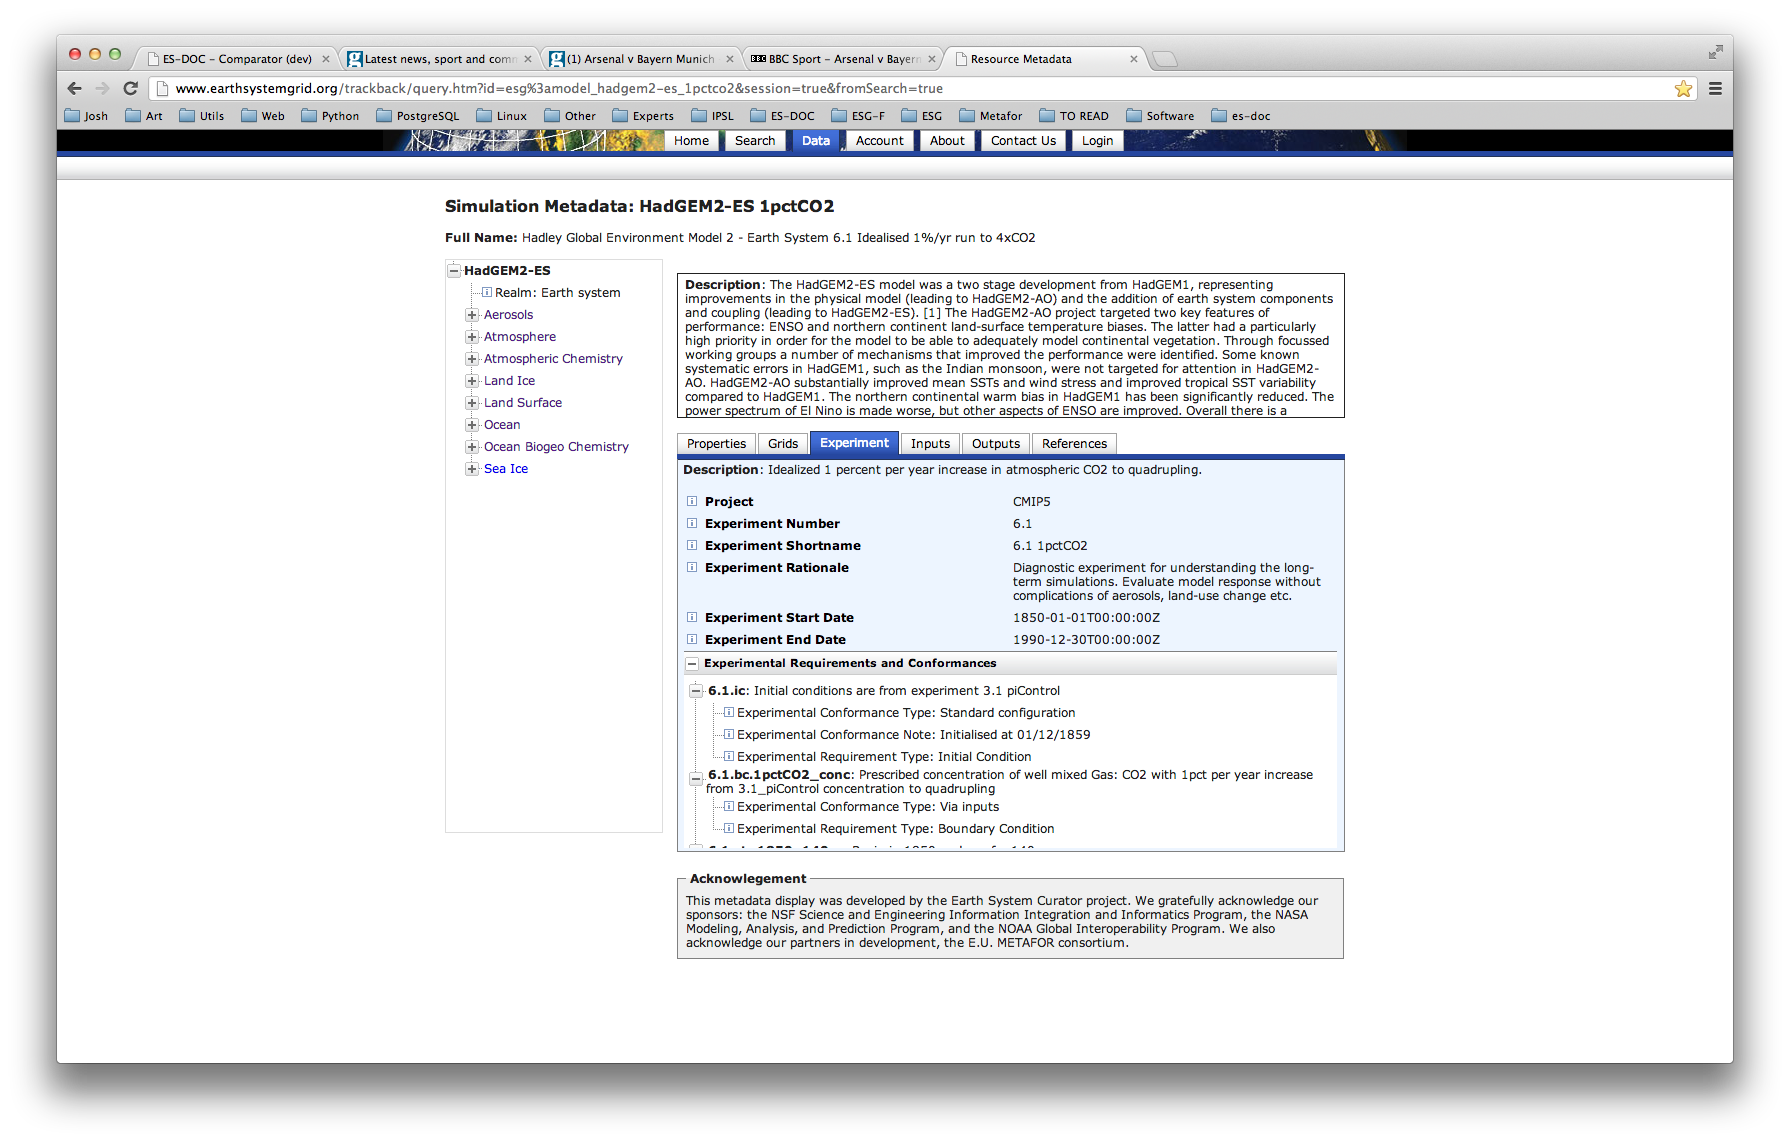 ES-DOC - Comparator (dev)
Latest news, sport and comm
(1) Arsenal v Bayern Munich
BBC Sport - Arsenal v Bayern
Resource Metadata
www.earthsystemgrid.org/trackback/query.htm?id=esg%3amodel_hadgem2-es_1pctco2&session=true&fromSearch=true
Josh Art Utils Web Python PostgreSQL Linux Other Experts IPSL ES-DOC ESG-F ESG Metafor TO READ Software es-doc
Home Search Data Account About Contact Us Login
Simulation Metadata: HadGEM2-ES 1pctCO2
Full Name: Hadley Global Environment Model 2 - Earth System 6.1 Idealised 1%/yr run to 4xCO2
HadGEM2-ES
Realm: Earth system
Aerosols
Atmosphere
Atmospheric Chemistry
Land Ice
Land Surface
Ocean
Ocean Biogeo Chemistry
Sea Ice
Description: The HadGEM2-ES model was a two stage development from HadGEM1, representing
improvements in the physical model (leading to HadGEM2-AO) and the addition of earth system components
and coupling (leading to HadGEM2-ES). [1] The HadGEM2-AO project targeted two key features of
performance: ENSO and northern continent land-surface temperature biases. The latter had a particularly
high priority in order for the model to be able to adequately model continental vegetation. Through focussed
working groups a number of mechanisms that improved the performance were identified. Some known
systematic errors in HadGEM1, such as the Indian monsoon, were not targeted for attention in HadGEM2-
AO. HadGEM2-AO substantially improved mean SSTs and wind stress and improved tropical SST variability
compared to HadGEM1. The northern continental warm bias in HadGEM1 has been significantly reduced. The
power spectrum of El Nino is made worse, but other aspects of ENSO are improved. Overall there is a
Properties Grids Experiment Inputs Outputs References
Description: Idealized 1 percent per year increase in atmospheric CO2 to quadrupling.
Project CMIP5
Experiment Number 6.1
Experiment Shortname 6.1 1pctCO2
Experiment Rationale Diagnostic experiment for understanding the long-
term simulations. Evaluate model response without
complications of aerosols, land-use change etc.
Experiment Start Date 1850-01-01T00:00:00Z
Experiment End Date 1990-12-30T00:00:00Z
Experimental Requirements and Conformances
6.1.ic: Initial conditions are from experiment 3.1 piControl
Experimental Conformance Type: Standard configuration
Experimental Conformance Note: Initialised at 01/12/1859
Experimental Requirement Type: Initial Condition
6.1.bc.1pctCO2_conc: Prescribed concentration of well mixed Gas: CO2 with 1pct per year increase
from 3.1_piControl concentration to quadrupling
Experimental Conformance Type: Via inputs
Experimental Requirement Type: Boundary Condition
Acknowlegement
This metadata display was developed by the Earth System Curator project. We gratefully acknowledge our
sponsors: the NSF Science and Engineering Information Integration and Informatics Program, the NASA
Modeling, Analysis, and Prediction Program, and the NOAA Global Interoperability Program. We also
acknowledge our partners in development, the E.U. METAFOR consortium.